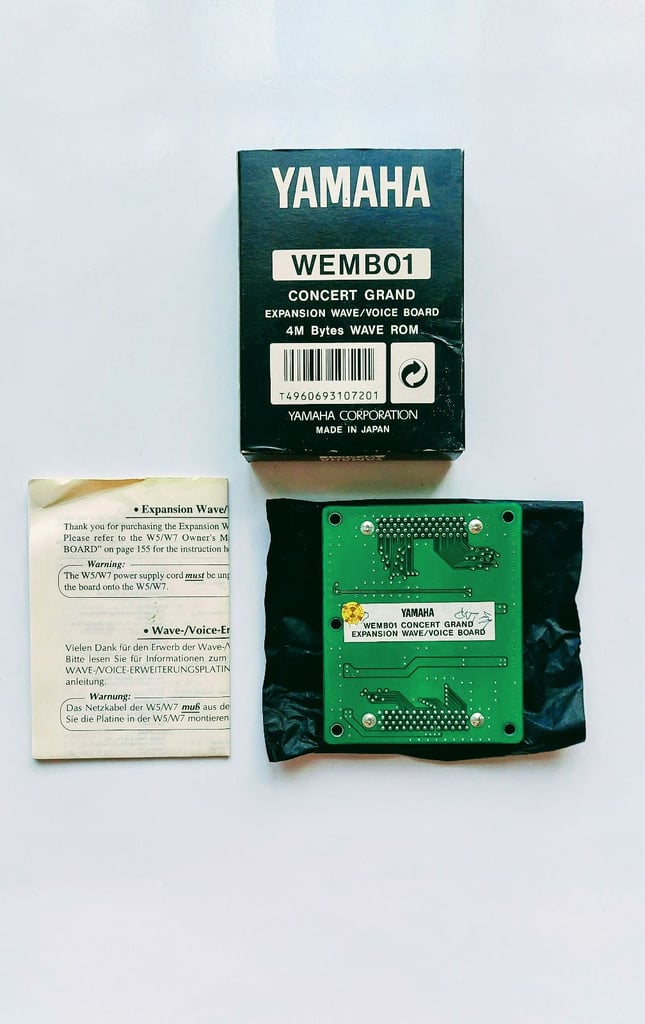 YAMAHA
WEMB01
CONCERT GRAND
EXPANSION WAVE/VOICE BOARD
4M Bytes WAVE ROM
T4960693107201
YAMAHA CORPORATION
MADE IN JAPAN
• Expansion Wave/
Thank you for purchasing the Expansion W
Please refer to the W5/W7 Owner's M
BOARD" on page 155 for the instruction h
Warning:
The W5/W7 power supply cord must be unp
the board onto the W5/W7.
• Wave-/Voice-Er
Vielen Dank für den Erwerb der Wave-/
Bitte lesen Sie für Informationen zum
WAVE-/VOICE-ERWEITERUNGSPLATIN
anleitung.
Warnung:
Das Netzkabel der W5/W7 muß aus de
Sie die Platine in der W5/W7 montieren
YAMAHA
WEMB01 CONCERT GRAND
EXPANSION WAVE/VOICE BOARD